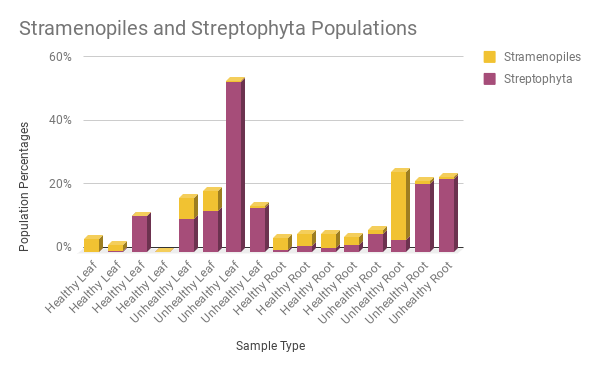 Stramenopiles and Streptophyta Populations
Stramenopiles
Streptophyta
60%
40%
20%
0%
Population Percentages
Healthy Leaf
Healthy Leaf
Healthy Leaf
Healthy Leaf
Unhealthy Leaf
Unhealthy Leaf
Unhealthy Leaf
Unhealthy Leaf
Healthy Root
Healthy Root
Healthy Root
Healthy Root
Unhealthy Root
Unhealthy Root
Unhealthy Root
Unhealthy Root
Sample Type